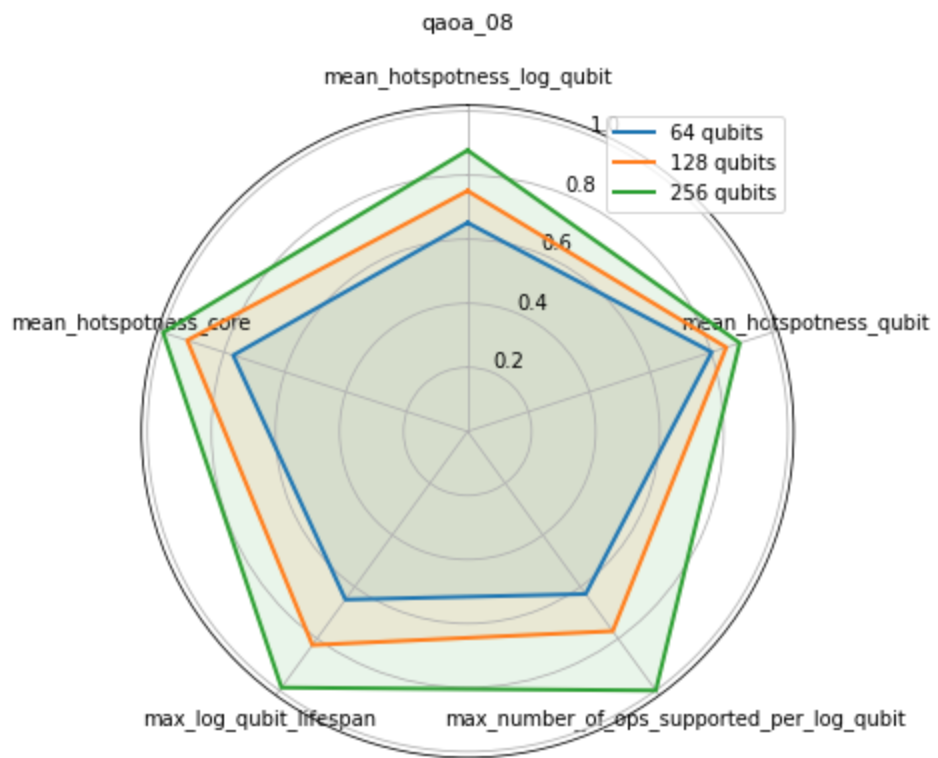 qaoa_08
mean_hotspotness_log_qubit
1.0
64 qubits
128 qubits
256 qubits
0.8
0.6
0.4
0.2
mean_hotspotness_core
mean_hotspotness_qubit
max_log_qubit_lifespan
max_number_of_ops_supported_per_log_qubit